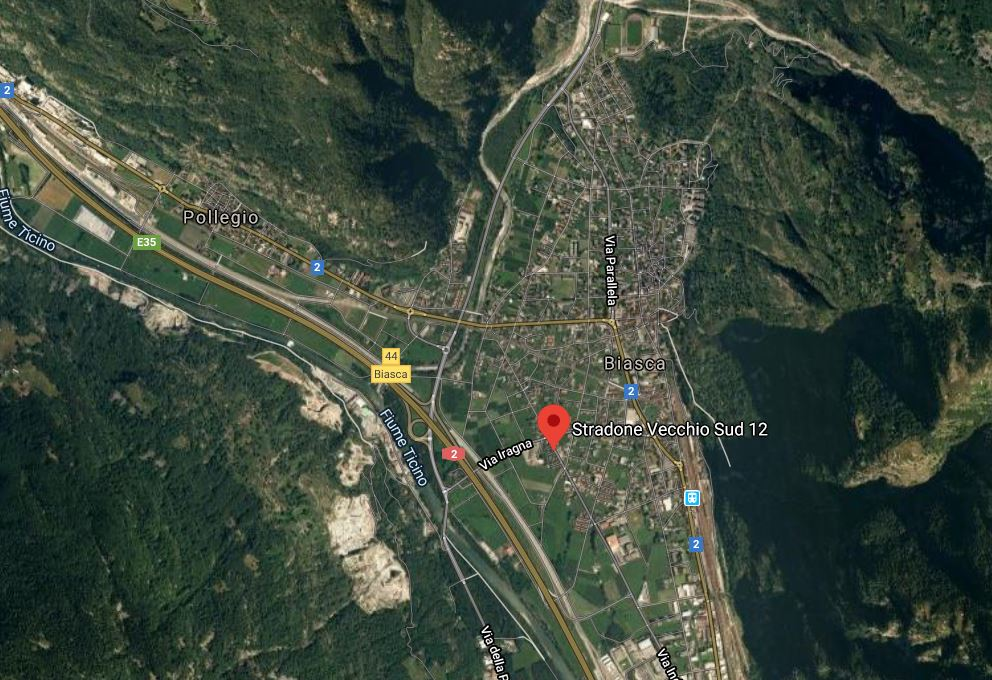 2
Pollegio
Fiume Ticino
E35
2
Via Parallela
44
Biasca
Biasca
2
Fiume Ticino
Stradone Vecchio Sud 12
2
Via Iragna
2
Via della
Via